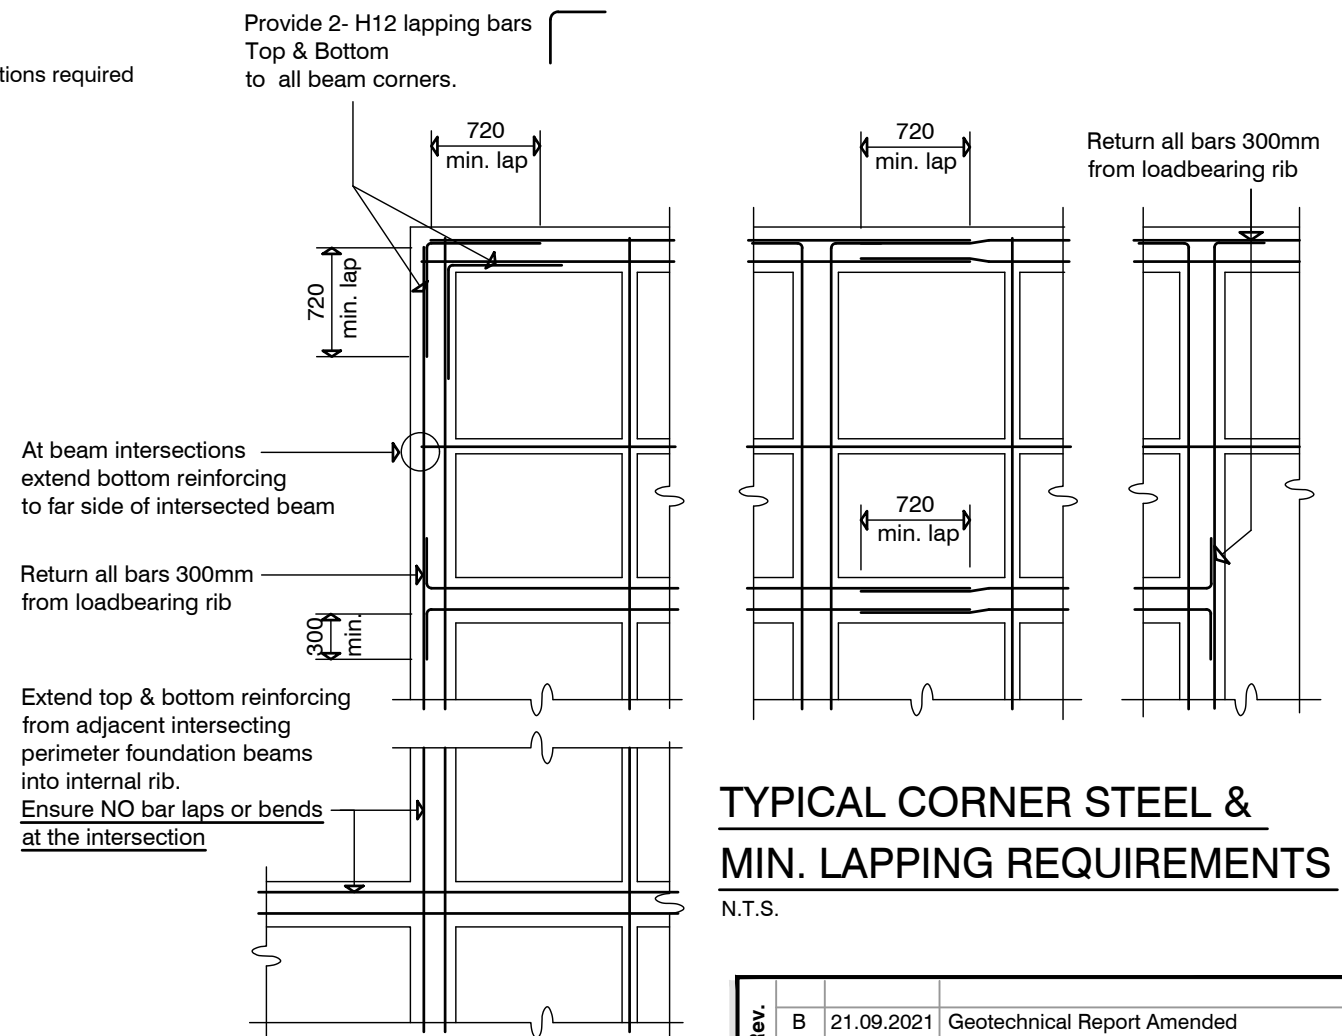 Provide 2- H12 lapping bars
Top & Bottom
to all beam corners.
tions required
720
min. lap
720
min. lap
Return all bars 300mm
from loadbearing rib
720
min. lap
At beam intersections
extend bottom reinforcing
to far side of intersected beam
720
min. lap
Return all bars 300mm
from loadbearing rib
300
min.
Extend top & bottom reinforcing
from adjacent intersecting
perimeter foundation beams
into internal rib.
Ensure NO bar laps or bends
at the intersection
TYPICAL CORNER STEEL &
MIN. LAPPING REQUIREMENTS
N.T.S.
Rev.
B 21.09.2021 Geotechnical Report Amended